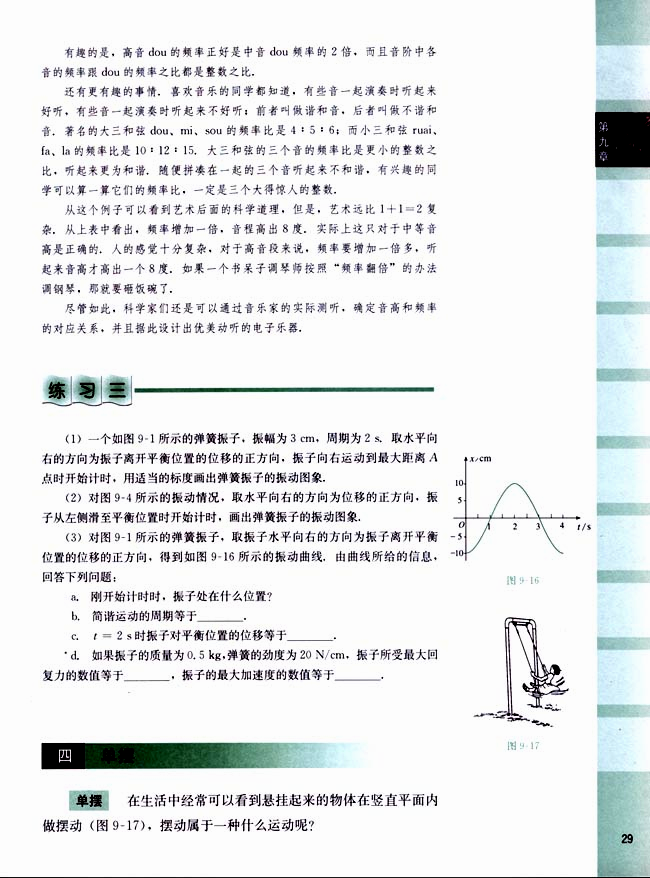 有趣的是,高音 dou 的频率正好是中音 dou 频率的 2 倍,而且音阶中各
音的频率跟 dou 的频率之比都是整数之比.
还有更有趣的事情. 喜欢音乐的同学都知道,有些音一起演奏时听起来
好听,有些音一起演奏时听起来不好听;前者叫做谐和音,后者叫做不谐和
音. 著名的大三和弦 dou、mi、sou 的频率比是 4∶5∶6;而小三和弦 ruai、
fa、la 的频率比是 10∶12∶15. 大三和弦的三个音的频率比是更小的整数之
比,听起来更为和谐. 随便拼凑在一起的三个音听起来不和谐,有兴趣的同
学可以算一算它们的频率比,一定是三个大得惊人的整数.
从这个例子可以看到艺术后面的科学道理,但是,艺术远比 1+1=2 复
杂. 从上表中看出,频率增加一倍,音程高出 8 度. 实际上这只对于中等音
高是正确的. 人的感觉十分复杂,对于高音段来说,频率要增加一倍多,听
起来音高才高出一个 8 度. 如果一个书呆子调琴师按照“频率翻倍”的办法
调钢琴,那就要砸饭碗了.
尽管如此,科学家们还是可以通过音乐家的实际测听,确定音高和频率
的对应关系,并且据此设计出优美动听的电子乐器.
第九章
练习三
(1) 一个如图 9-1 所示的弹簧振子,振幅为 3 cm,周期为 2 s. 取水平向
右的方向为振子离开平衡位置的位移的正方向,振子向右运动到最大距离 A
点时开始计时,用适当的标度画出弹簧振子的振动图象.
(2) 对图 9-4 所示的振动情况,取水平向右的方向为位移的正方向,振
子从左侧滑至平衡位置时开始计时,画出弹簧振子的振动图象.
(3) 对图 9-1 所示的弹簧振子,取振子水平向右的方向为振子离开平衡
位置的位移的正方向,得到如图 9-16 所示的振动曲线. 由曲线所给的信息,
回答下列问题:
a. 刚开始计时时,振子处在什么位置?
b. 简谐运动的周期等于______.
c. t = 2 s 时振子对平衡位置的位移等于______.
*d. 如果振子的质量为 0.5 kg,弹簧的劲度为 20 N/cm,振子所受最大回
复力的数值等于______,振子的最大加速度的数值等于______.
x/cm
10
5
O 1 2 3 4 t/s
-5
-10
图 9-16
图 9-17
四 单摆
单摆 在生活中经常可以看到悬挂起来的物体在竖直平面内
做摆动(图 9-17),摆动属于一种什么运动呢?
29